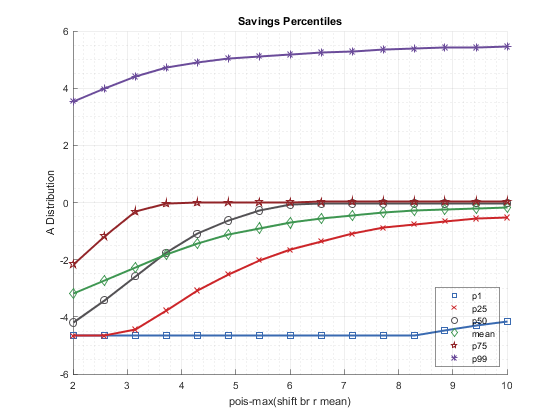 Savings Percentiles
6
4
2
0
-2
-4
-6
A Distribution
2
3
4
5
6
7
8
9
10
pois-max(shift br r mean)
p1
p25
p50
mean
p75
p99